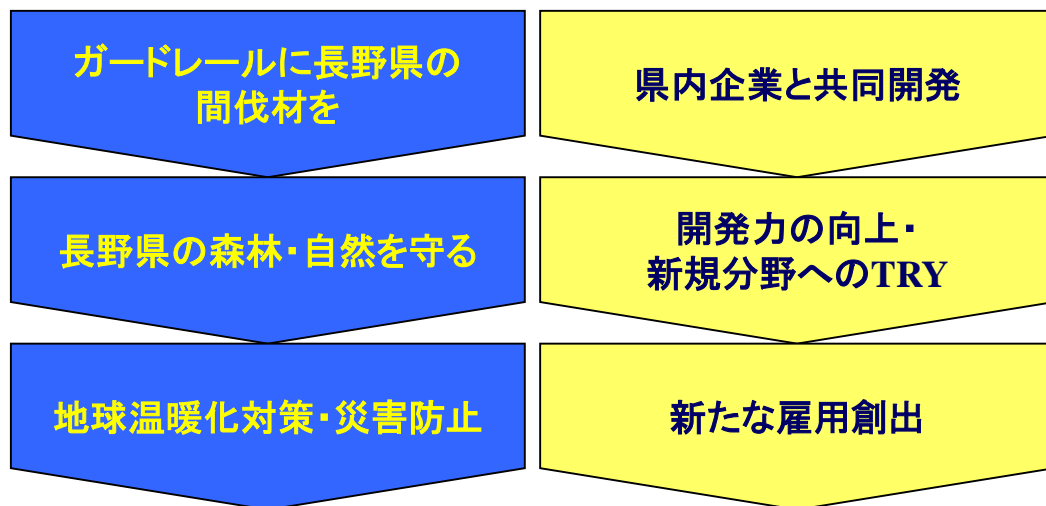 ガードレールに長野県の
間伐材を
長野県の森林・自然を守る
地球温暖化対策・災害防止
県内企業と共同開発
開発力の向上・
新規分野へのTRY
新たな雇用創出